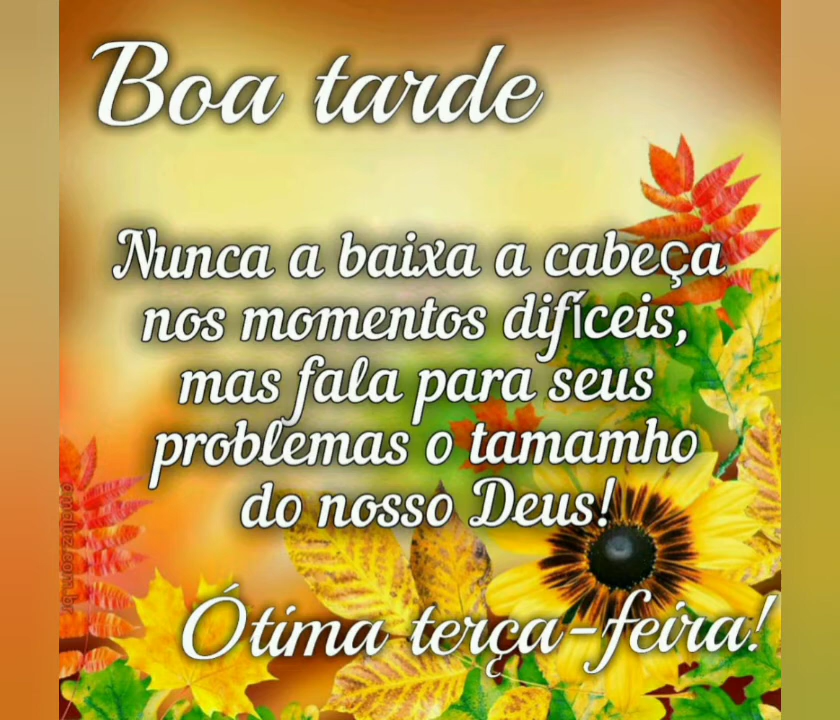 Boa tarde
Nunca a baixa a cabeça
nos momentos difíceis,
mas fala para seus
problemas o tamamho
do nosso Deus!
Ótima terça-feira!